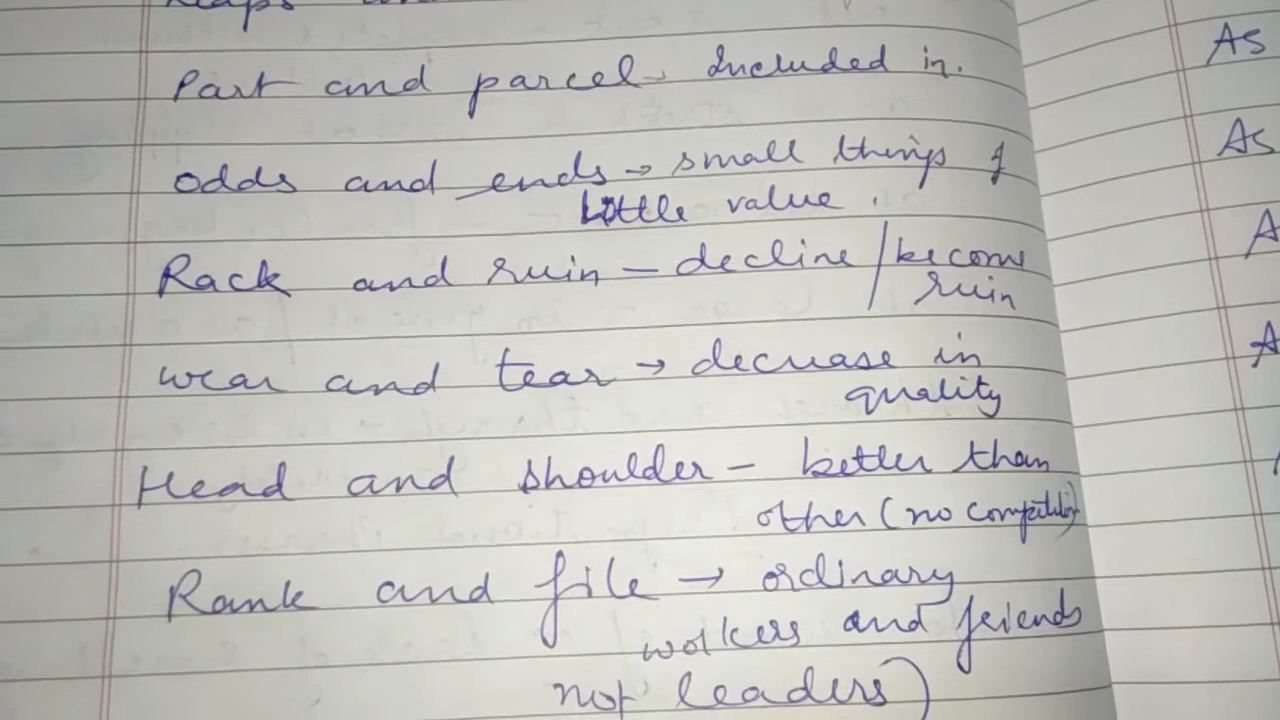 Part and parcel → Included in.
odds and ends → small things of
little value.
Rack and ruin – decline / become
ruin
wear and tear → decrease in
quality
Head and shoulder – better than
other (no
Rank and file → ordinary
workers and friends
not leaders)
As
As
A
A